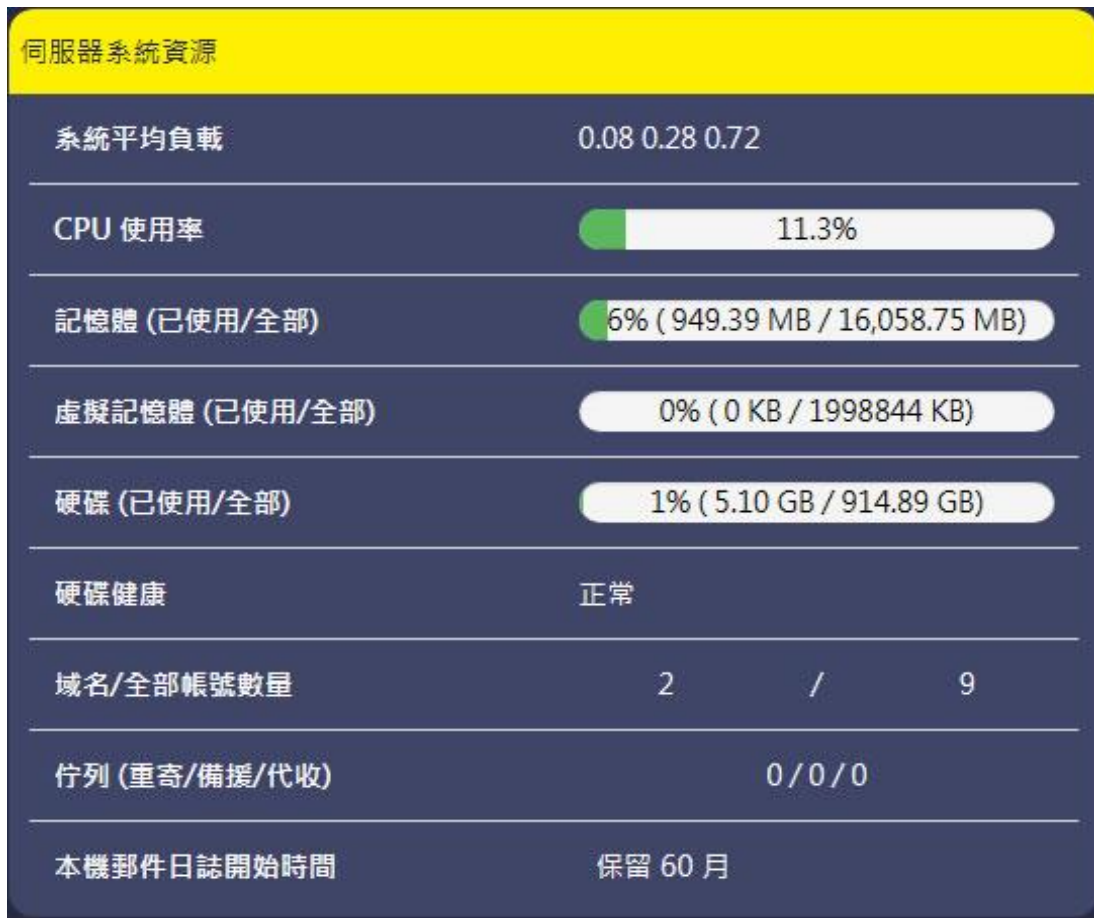 伺服器系統資源
系統平均負載 0.08 0.28 0.72
CPU 使用率 11.3%
記憶體 (已使用/全部) 6% ( 949.39 MB / 16,058.75 MB)
虛擬記憶體 (已使用/全部) 0% ( 0 KB / 1998844 KB)
硬碟 (已使用/全部) 1% ( 5.10 GB / 914.89 GB)
硬碟健康 正常
域名/全部帳號數量 2 / 9
佇列 (重寄/備援/代收) 0 / 0 / 0
本機郵件日誌開始時間 保留 60 月